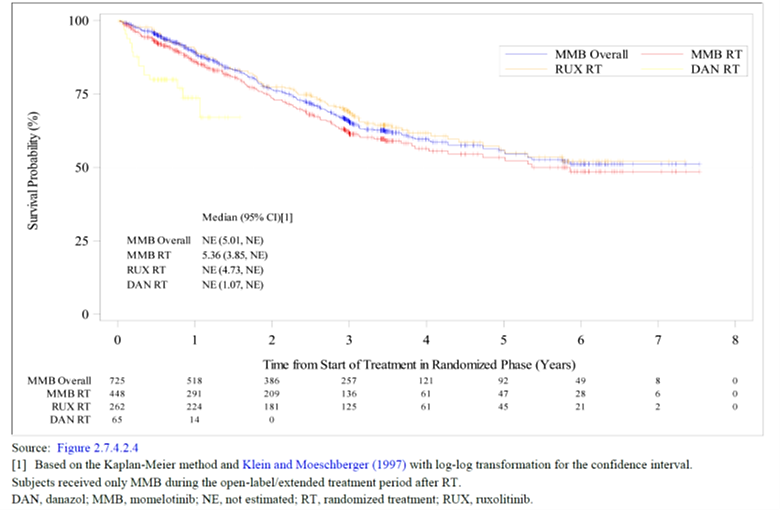 100
75
50
25
0
Survival Probability (%)
MMB Overall MMB RT
RUX RT DAN RT
Median (95% CI)[1]
MMB Overall NE (5.01, NE)
MMB RT 5.36 (3.85, NE)
RUX RT NE (4.73, NE)
DAN RT NE (1.07, NE)
0 1 2 3 4 5 6 7 8
Time from Start of Treatment in Randomized Phase (Years)
MMB Overall 725 518 386 257 121 92 49 8 0
MMB RT 448 291 209 136 61 47 28 6 0
RUX RT 262 224 181 125 61 45 21 2 0
DAN RT 65 14 0
Source: Figure 2.7.4.2.4
[1] Based on the Kaplan-Meier method and Klein and Moeschberger (1997) with log-log transformation for the confidence interval.
Subjects received only MMB during the open-label/extended treatment period after RT.
DAN, danazol; MMB, momelotinib; NE, not estimated; RT, randomized treatment; RUX, ruxolitinib.